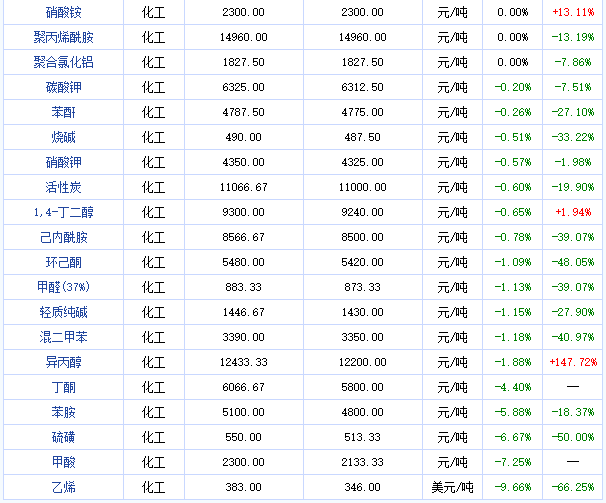 硝酸铵 化工 2300.00 2300.00 元/吨 0.00% +13.11%
聚丙烯酰胺 化工 14960.00 14960.00 元/吨 0.00% -13.19%
聚合氯化铝 化工 1827.50 1827.50 元/吨 0.00% -7.86%
碳酸钾 化工 6325.00 6312.50 元/吨 -0.20% -7.51%
苯酐 化工 4787.50 4775.00 元/吨 -0.26% -27.10%
烧碱 化工 490.00 487.50 元/吨 -0.51% -33.22%
硝酸钾 化工 4350.00 4325.00 元/吨 -0.57% -1.98%
活性炭 化工 11066.67 11000.00 元/吨 -0.60% -19.90%
1,4-丁二醇 化工 9300.00 9240.00 元/吨 -0.65% +1.94%
己内酰胺 化工 8566.67 8500.00 元/吨 -0.78% -39.07%
环己酮 化工 5480.00 5420.00 元/吨 -1.09% -48.05%
甲醛(37%) 化工 883.33 873.33 元/吨 -1.13% -39.07%
轻质纯碱 化工 1446.67 1430.00 元/吨 -1.15% -27.90%
混二甲苯 化工 3390.00 3350.00 元/吨 -1.18% -40.97%
异丙醇 化工 12433.33 12200.00 元/吨 -1.88% +147.72%
丁酮 化工 6066.67 5800.00 元/吨 -4.40% —
苯胺 化工 5100.00 4800.00 元/吨 -5.88% -18.37%
硫磺 化工 550.00 513.33 元/吨 -6.67% -50.00%
甲酸 化工 2300.00 2133.33 元/吨 -7.25% —
乙烯 化工 383.00 346.00 美元/吨 -9.66% -66.25%